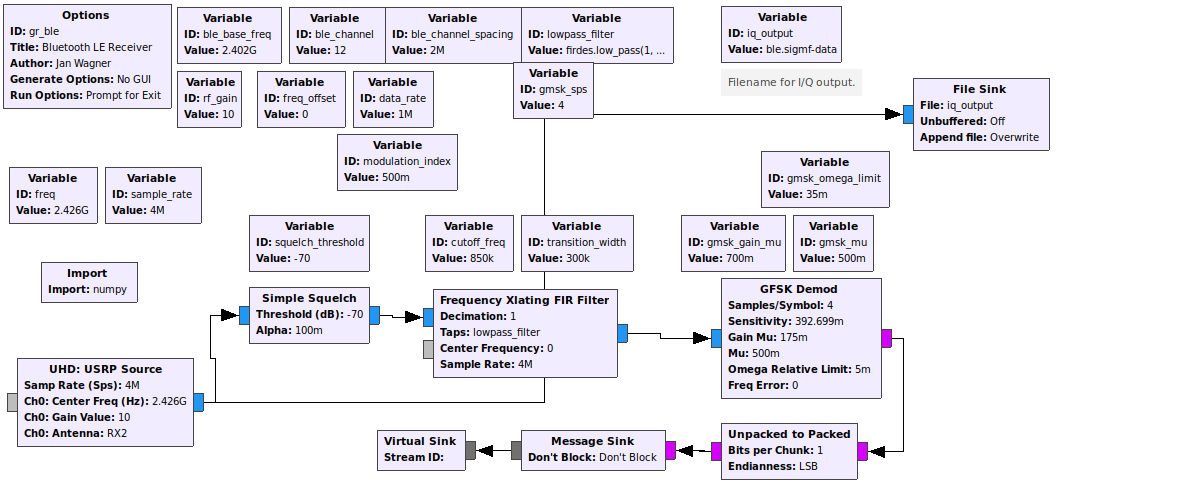 Options
ID: gr_ble
Title: Bluetooth LE Receiver
Author: Jan Wagner
Generate Options: No GUI
Run Options: Prompt for Exit
Variable
ID: ble_base_freq
Value: 2.402G
Variable
ID: ble_channel
Value: 12
Variable
ID: ble_channel_spacing
Value: 2M
Variable
ID: lowpass_filter
Value: firdes.low_pass(1, ...
Variable
ID: iq_output
Value: ble.sigmf-data
Filename for I/Q output.
Variable
ID: rf_gain
Value: 10
Variable
ID: freq_offset
Value: 0
Variable
ID: data_rate
Value: 1M
Variable
ID: gmsk_sps
Value: 4
File Sink
File: iq_output
Unbuffered: Off
Append file: Overwrite
Variable
ID: modulation_index
Value: 500m
Variable
ID: gmsk_omega_limit
Value: 35m
Variable
ID: freq
Value: 2.426G
Variable
ID: sample_rate
Value: 4M
Variable
ID: squelch_threshold
Value: -70
Variable
ID: cutoff_freq
Value: 850k
Variable
ID: transition_width
Value: 300k
Variable
ID: gmsk_gain_mu
Value: 700m
Variable
ID: gmsk_mu
Value: 500m
Import
Import: numpy
Simple Squelch
Threshold (dB): -70
Alpha: 100m
Frequency Xlating FIR Filter
Decimation: 1
Taps: lowpass_filter
Center Frequency: 0
Sample Rate: 4M
GFSK Demod
Samples/Symbol: 4
Sensitivity: 392.699m
Gain Mu: 175m
Mu: 500m
Omega Relative Limit: 5m
Freq Error: 0
UHD: USRP Source
Samp Rate (Sps): 4M
Ch0: Center Freq (Hz): 2.426G
Ch0: Gain Value: 10
Ch0: Antenna: RX2
Virtual Sink
Stream ID:
Message Sink
Don't Block: Don't Block
Unpacked to Packed
Bits per Chunk: 1
Endianness: LSB